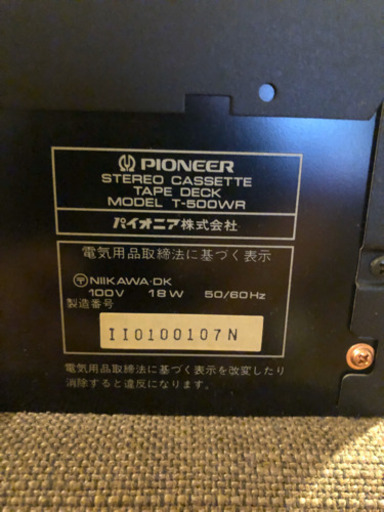 PIONEER
STEREO CASSETTE
TAPE DECK
MODEL T-500WR
パイオニア株式会社
電気用品取締法に基づく表示
〒 NIIKAWA・DK
100V 18W 50/60Hz
製造番号
II0100107N
電気用品取締法に基づく表示を改変したり
消除すると違反になります。